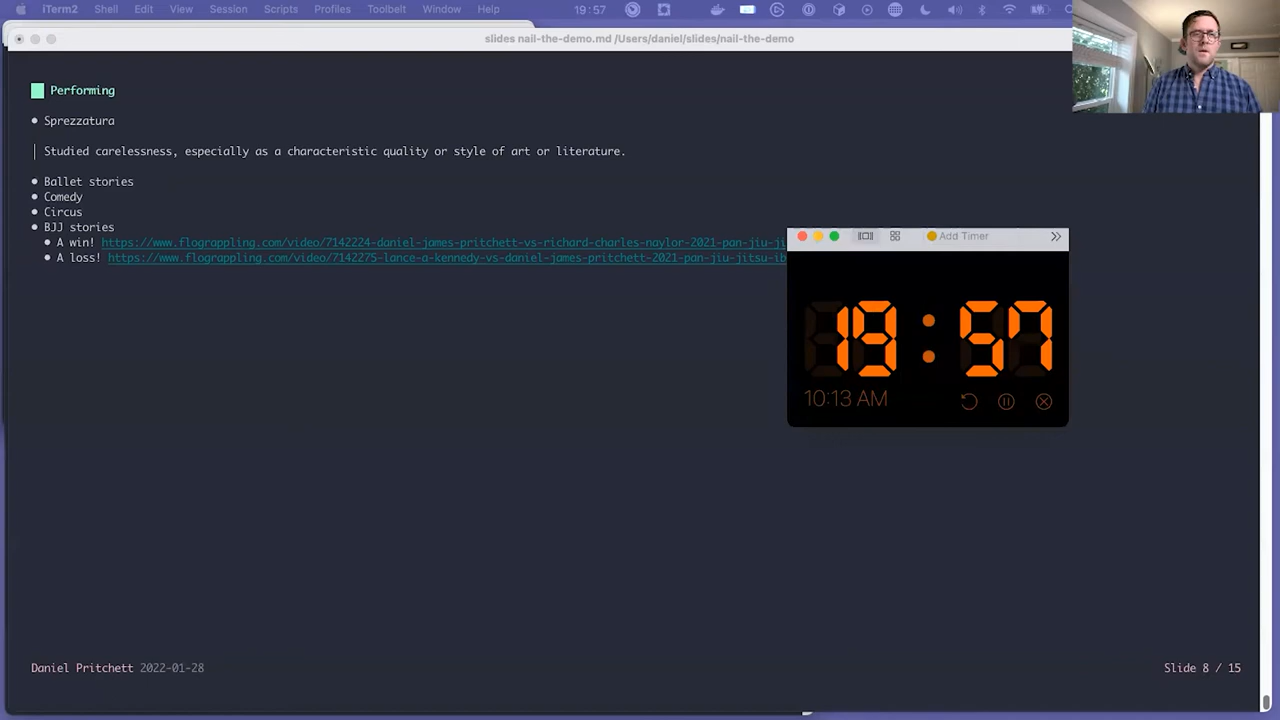 iTerm2 Shell Edit View Session Scripts Profiles Toolbelt Window Help 19:57
slides nail-the-demo.md /Users/daniel/slides/nail-the-demo
Performing
• Sprezzatura
Studied carelessness, especially as a characteristic quality or style of art or literature.
• Ballet stories
• Comedy
• Circus
• BJJ stories
• A win! https://www.flograppling.com/video/7142224-daniel-james-pritchett-vs-richard-charles-naylor-2021-pan-jiu-ji
• A loss! https://www.flograppling.com/video/7142275-lance-a-kennedy-vs-daniel-james-pritchett-2021-pan-jiu-jitsu-ib
Add Timer
19:57
10:13 AM
Daniel Pritchett 2022-01-28
Slide 8 / 15